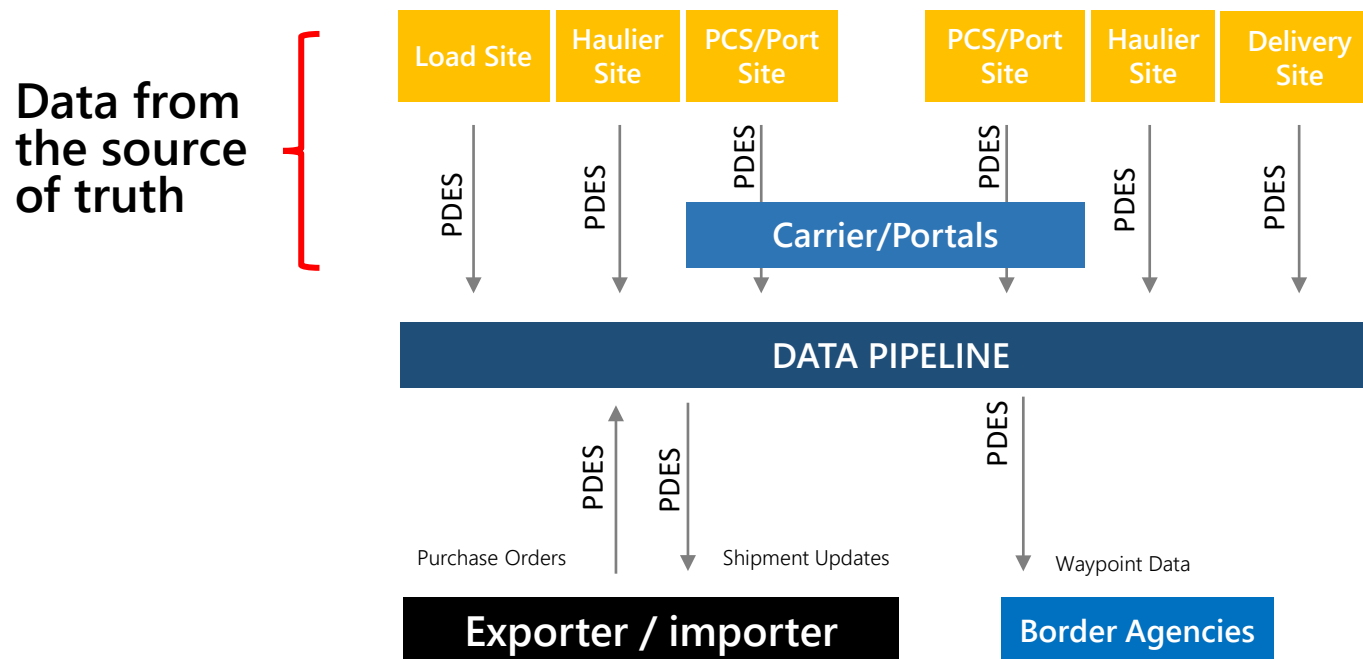 Load Site
Haulier
Site
PCS/Port
Site
PCS/Port
Site
Haulier
Site
Delivery
Site
Data from
the source
of truth
PDES
PDES
PDES
PDES
PDES
PDES
Carrier/Portals
DATA PIPELINE
PDES
PDES
PDES
Purchase Orders
Shipment Updates
Waypoint Data
Exporter / importer
Border Agencies